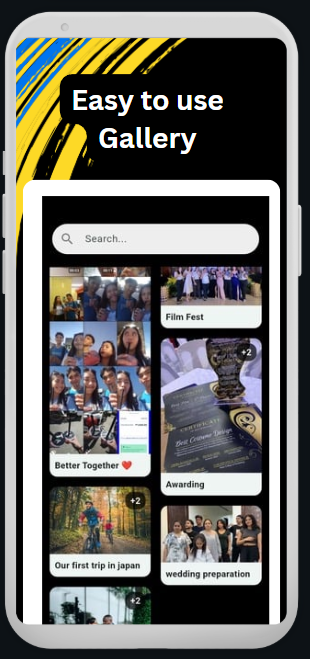 Easy to use
Gallery
Search...
Film Fest
+2
Better Together ❤️
Awarding
+2
Our first trip in japan
wedding preparation
+2